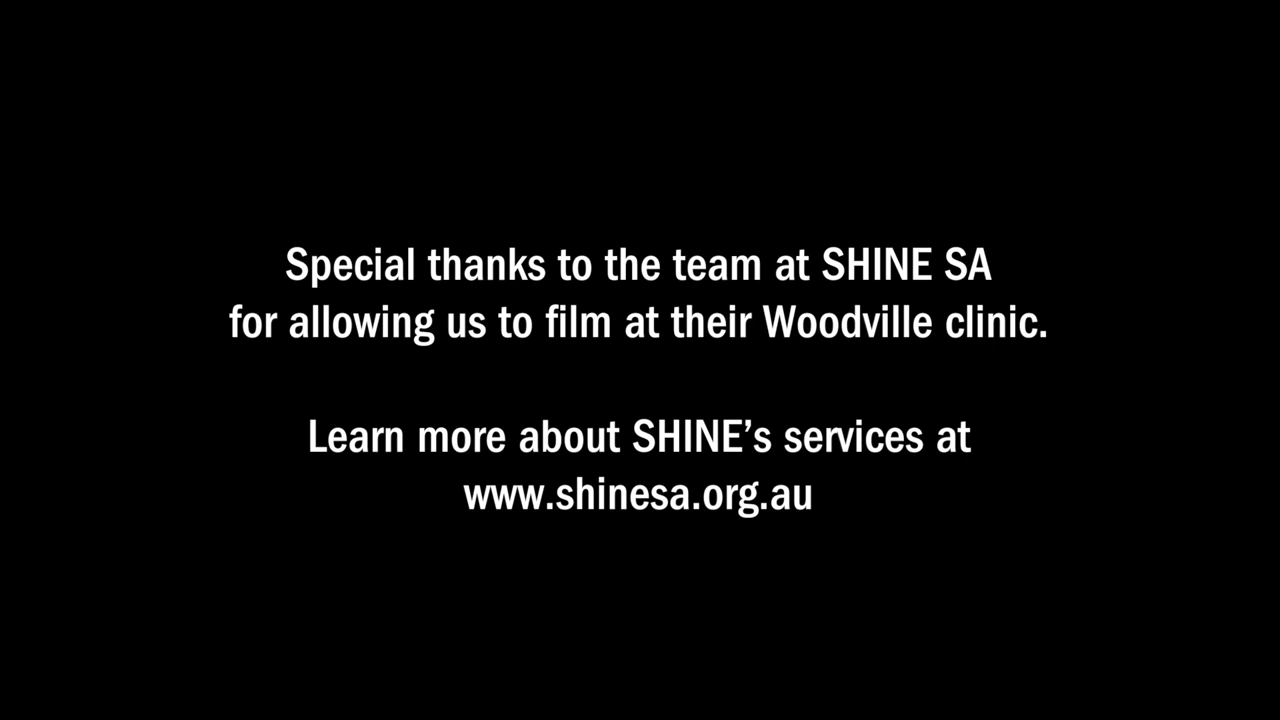 Special thanks to the team at SHINE SA
for allowing us to film at their Woodville clinic.
Learn more about SHINE’s services at
www.shinesa.org.au